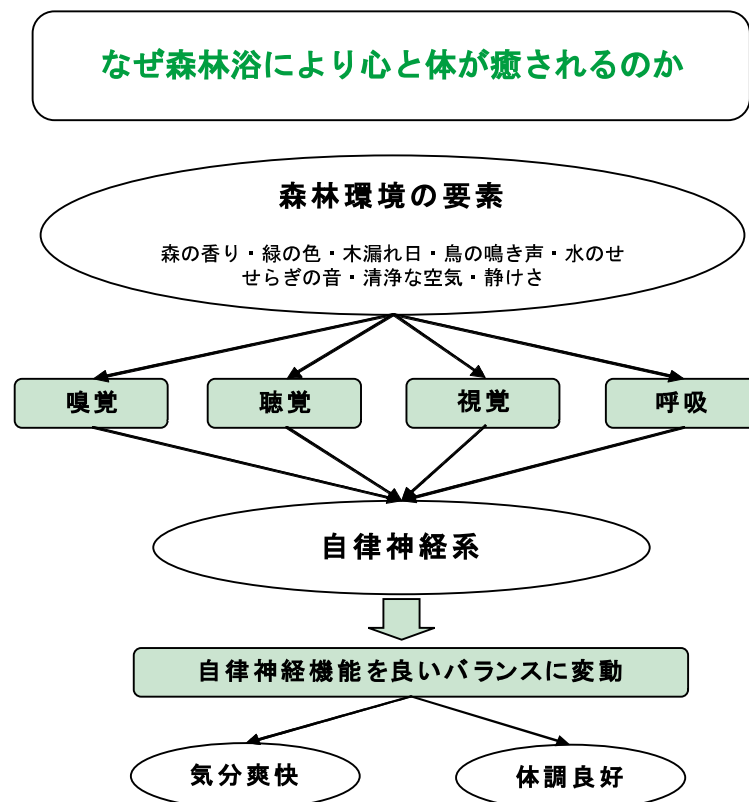 なぜ森林浴により心と体が癒されるのか
森林環境の要素
森の香り・緑の色・木漏れ日・鳥の鳴き声・水のせ
せらぎの音・清浄な空気・静けさ
嗅覚
聴覚
視覚
呼吸
自律神経系
自律神経機能を良いバランスに変動
気分爽快
体調良好